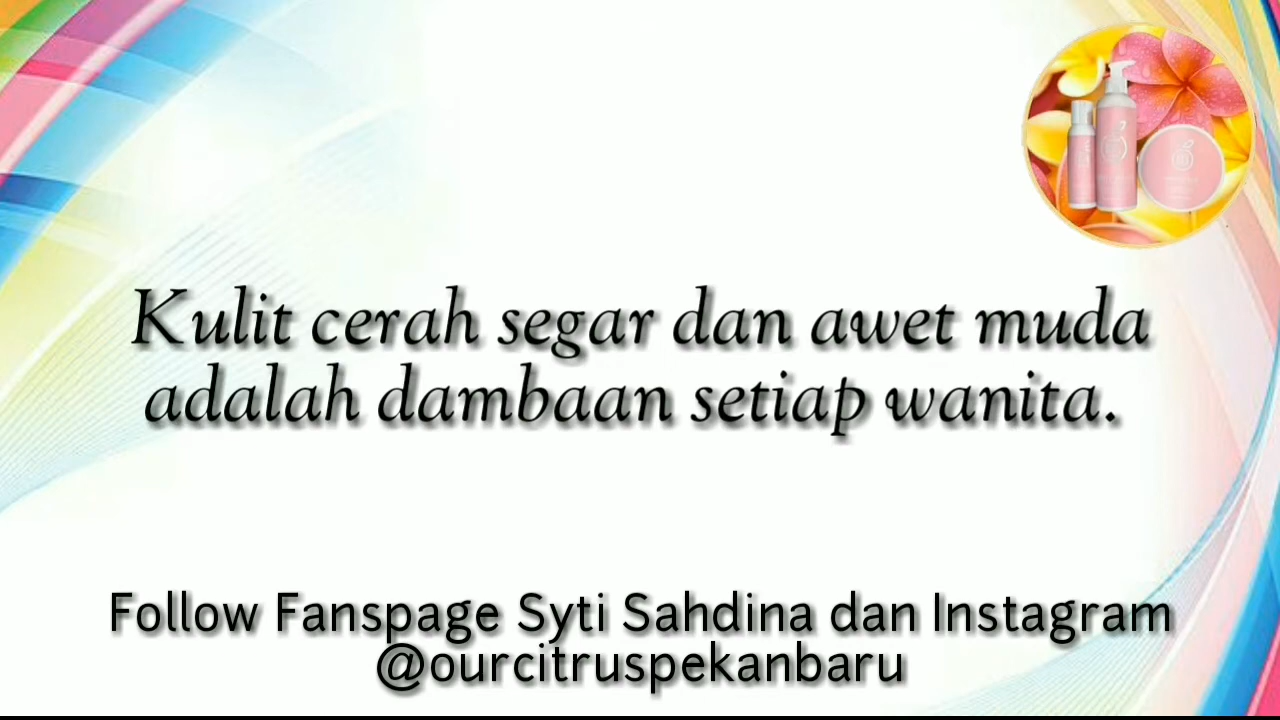 Kulit cerah segar dan awet muda
adalah dambaan setiap wanita.
Follow Fanspage Syti Sahdina dan Instagram
@ourcitruspekanbaru